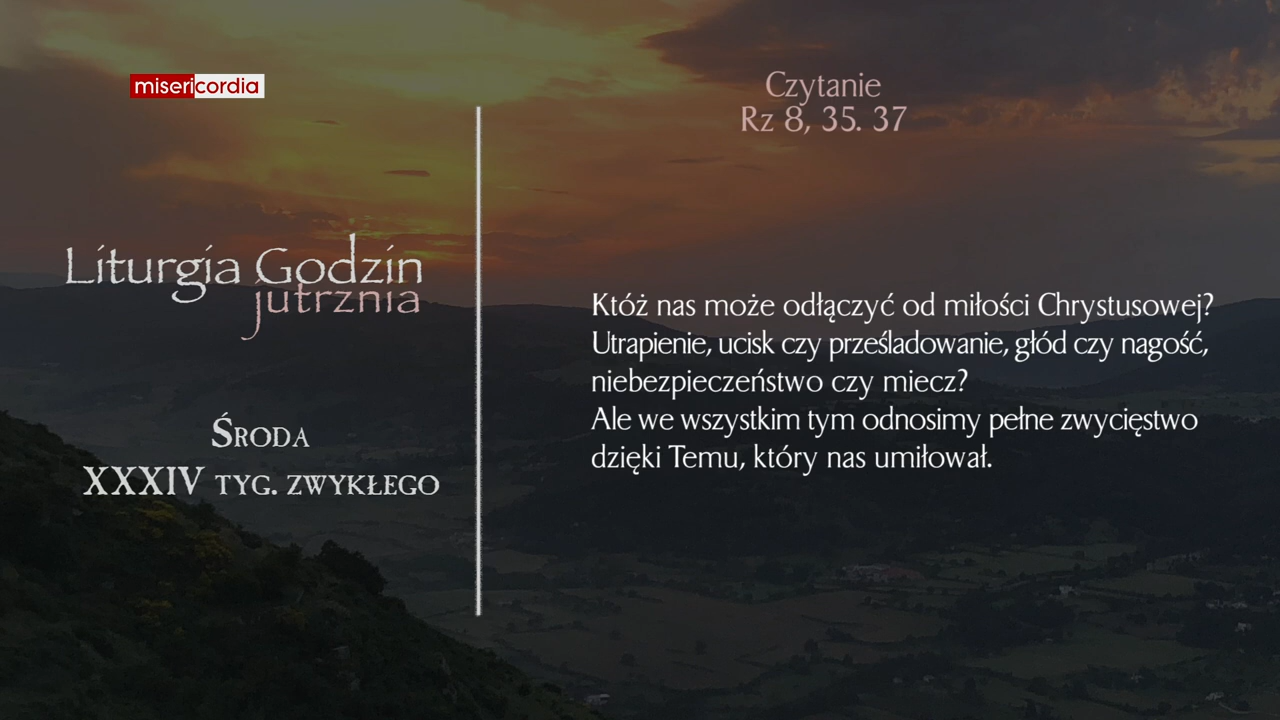 misericordia
Liturgia Godzin
jutrznia
Środa
XXXIV tyg. zwykłego
Czytanie
Rz 8, 35. 37
Któż nas może odłączyć od miłości Chrystusowej?
Utrapienie, ucisk czy prześladowanie, głód czy nagość,
niebezpieczeństwo czy miecz?
Ale we wszystkim tym odnosimy pełne zwycięstwo
dzięki Temu, który nas umiłował.